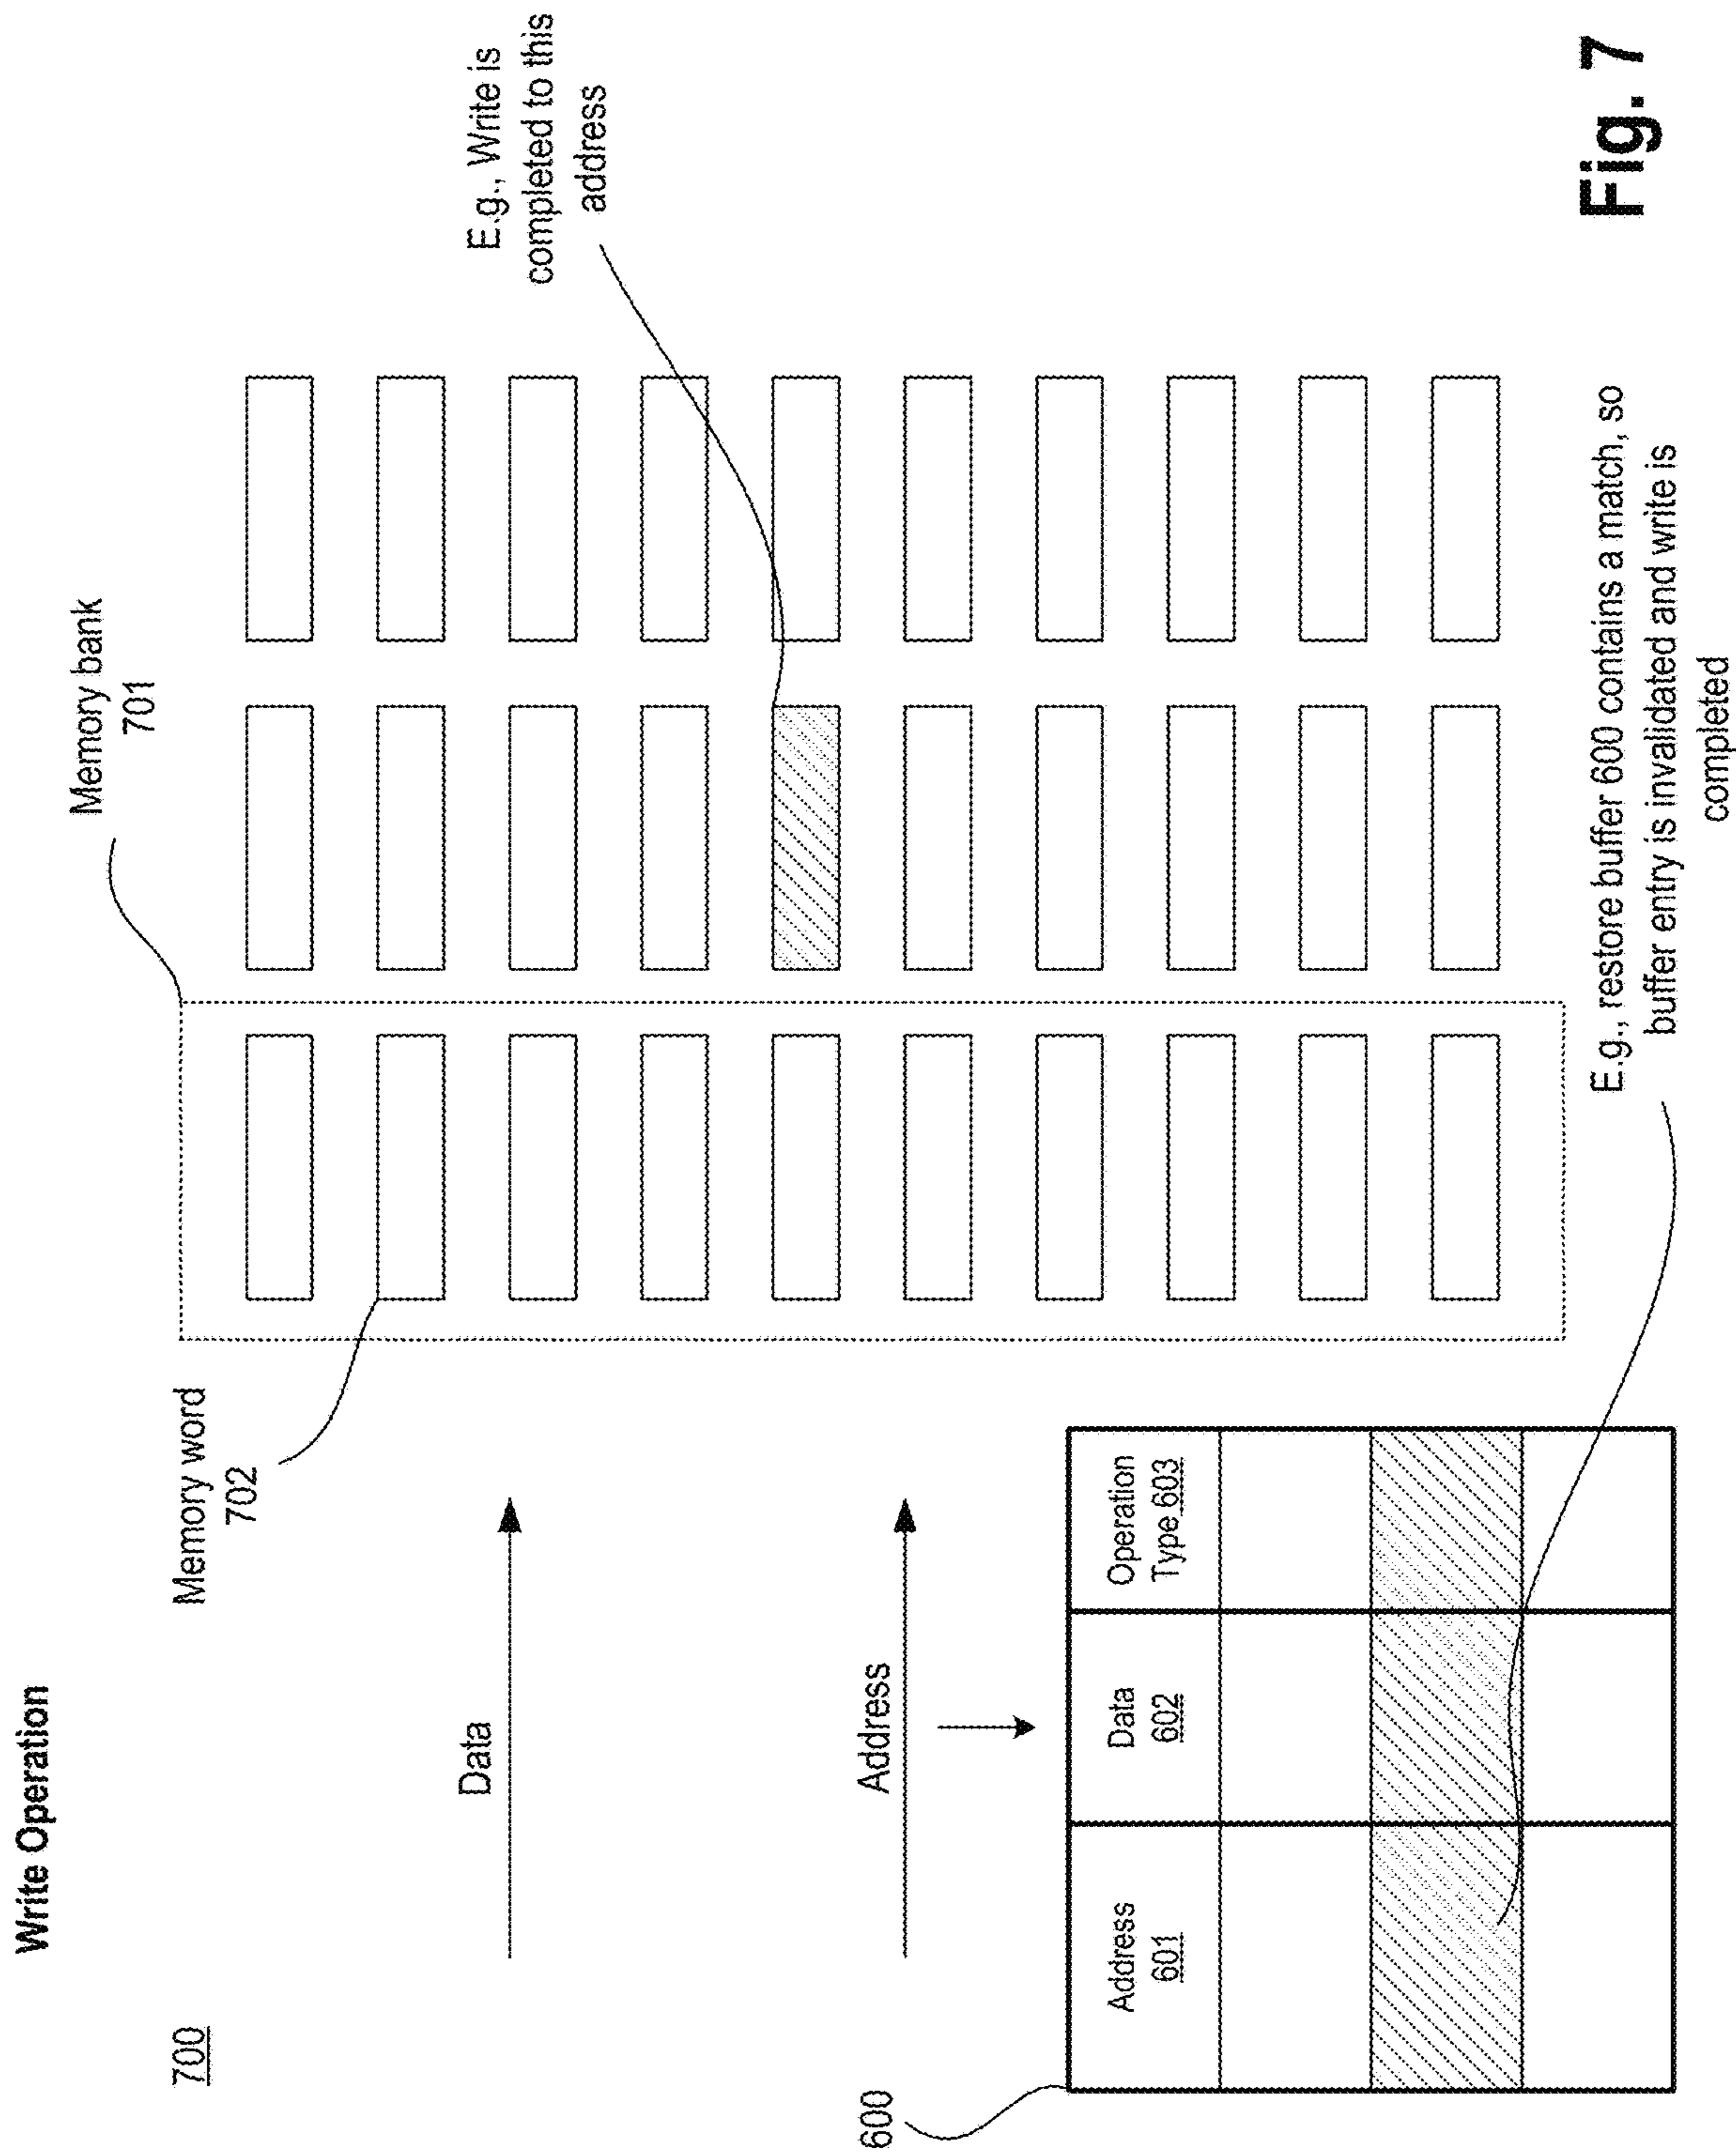 Write Operation
700
Memory bank
701
Memory word
702
Data
E.g., Write is
completed to this
address
Address
600
Address
601
Data
602
Operation
Type 603
E.g., restore buffer 600 contains a match, so
buffer entry is invalidated and write is
completed
Fig. 7